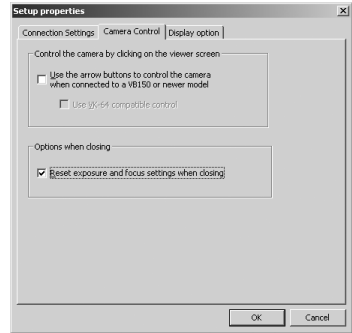 Setup properties
Connection Settings
Camera Control
Display option
Control the camera by clicking on the viewer screen
Use the arrow buttons to control the camera
when connected to a VB150 or newer model
Use VK-64 compatible control
Options when closing
Reset exposure and focus settings when closing
OK
Cancel